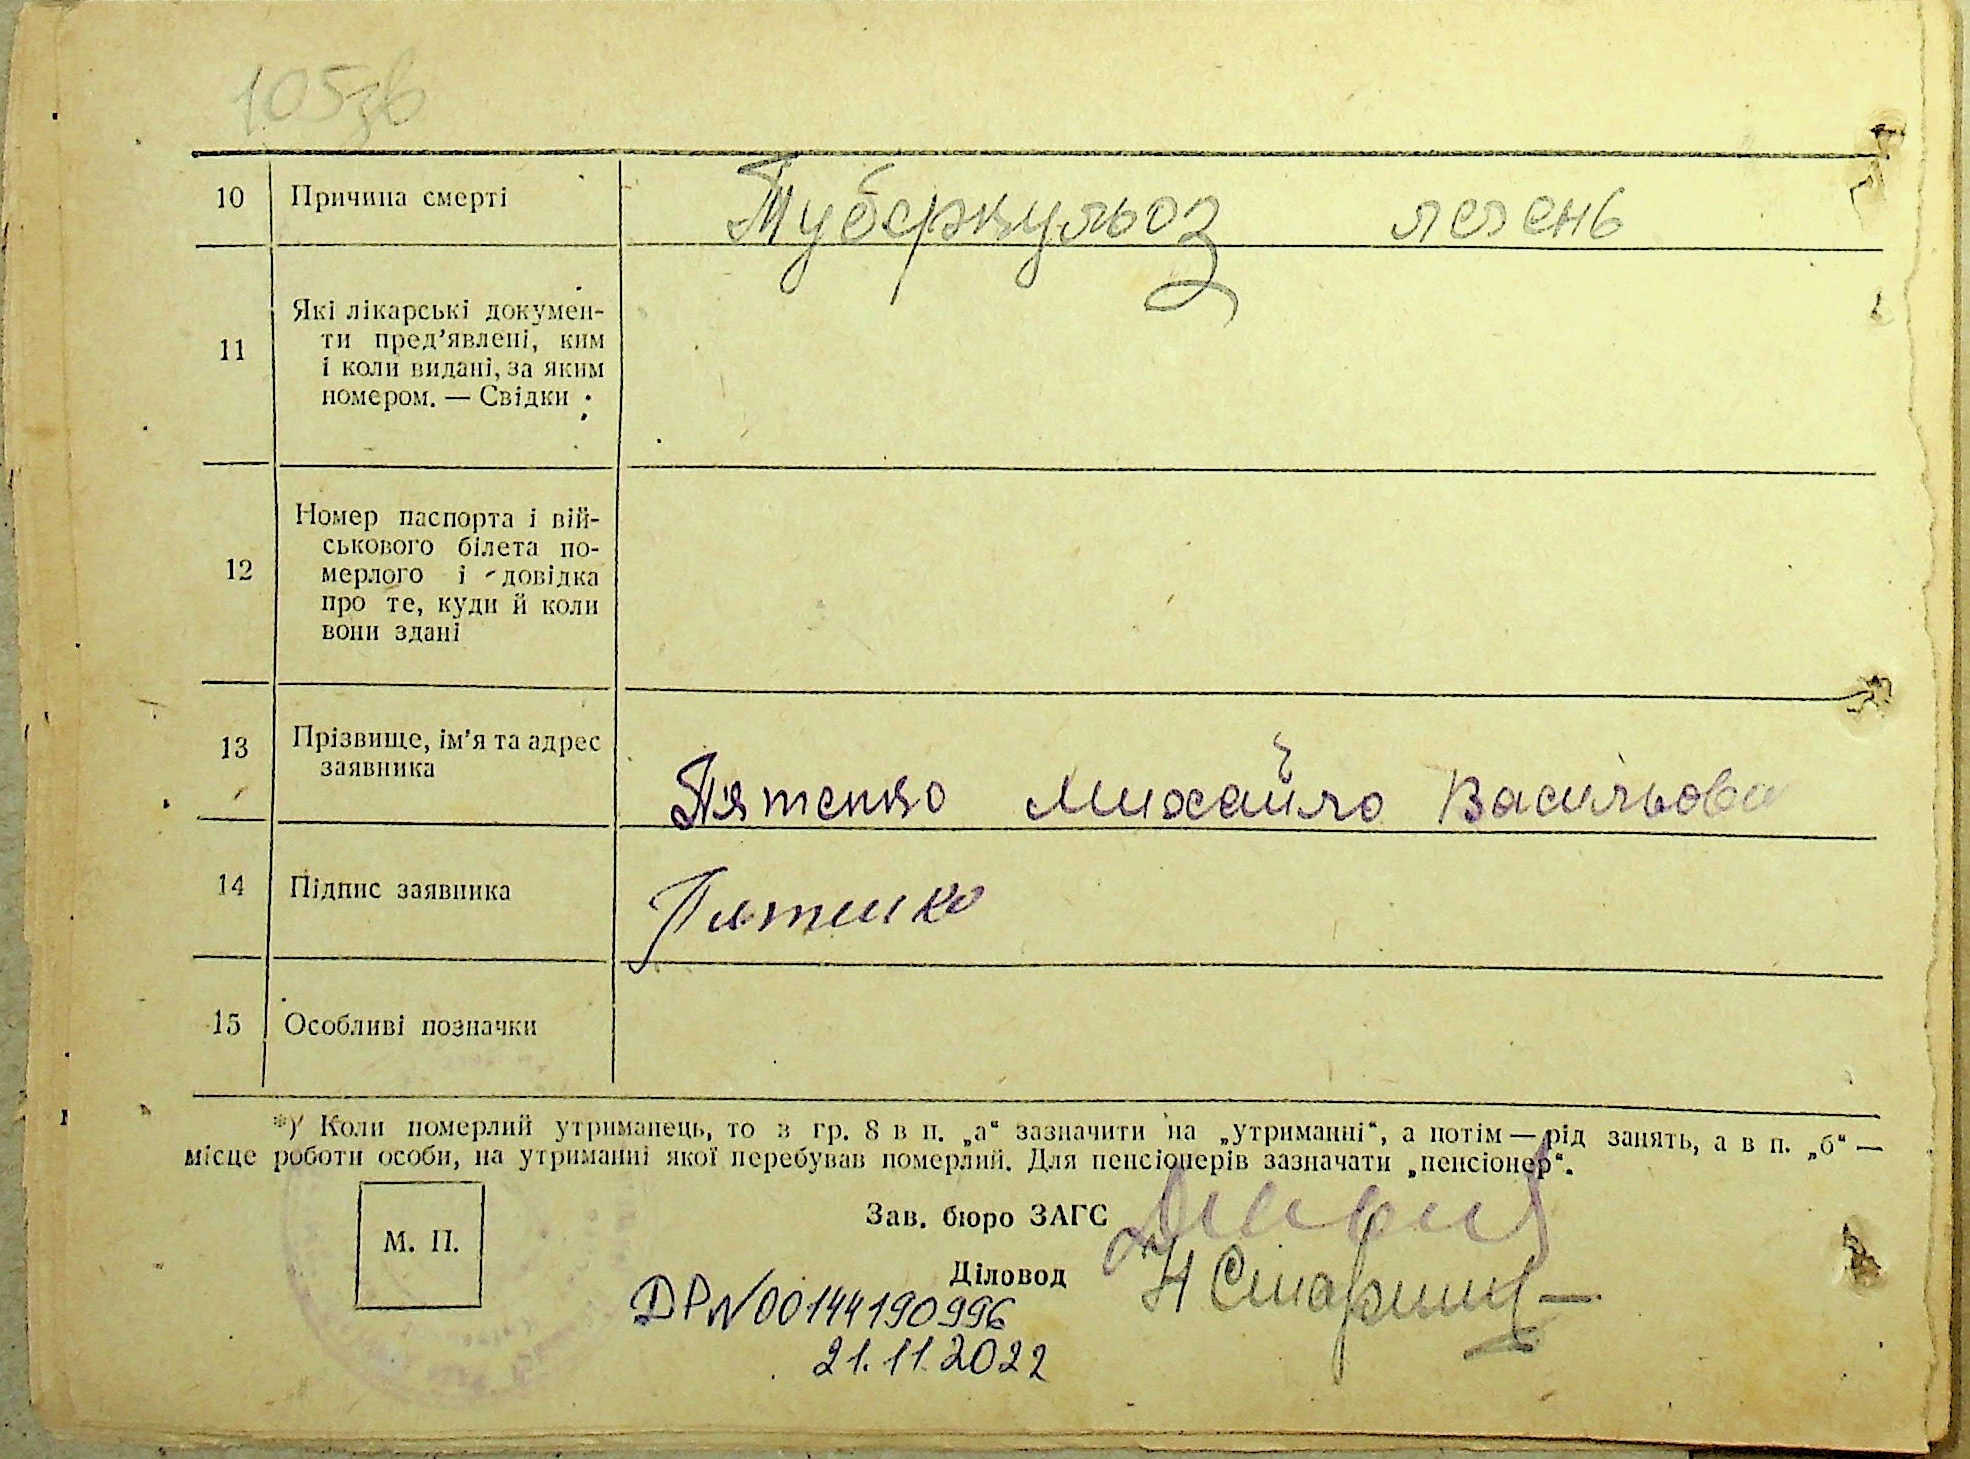 105зв
10 Причина смерті Туберкульоз легень
11 Які лікарські докумен-
ти пред’явлені, ким
і коли видані, за яким
номером. — Свідки
12 Номер паспорта і вій-
ськового білета по-
мерлого і довідка
про те, куди й коли
вони здані
13 Прізвище, ім’я та адрес
заявника
Пятенко Михайло Васильова
14 Підпис заявника Пятенко
15 Особливі позначки
*) Коли померлий утриманець, то в гр. 8 в п. „а“ зазначити на „утриманні“, а потім — рід занять, а в п. „б“ —
місце роботи особи, на утриманні якої перебував померлий. Для пенсіонерів зазначати „пенсіонер“.
М. П.
Зав. бюро ЗАГС
Діловод
DPN00144190996
21.11.2022